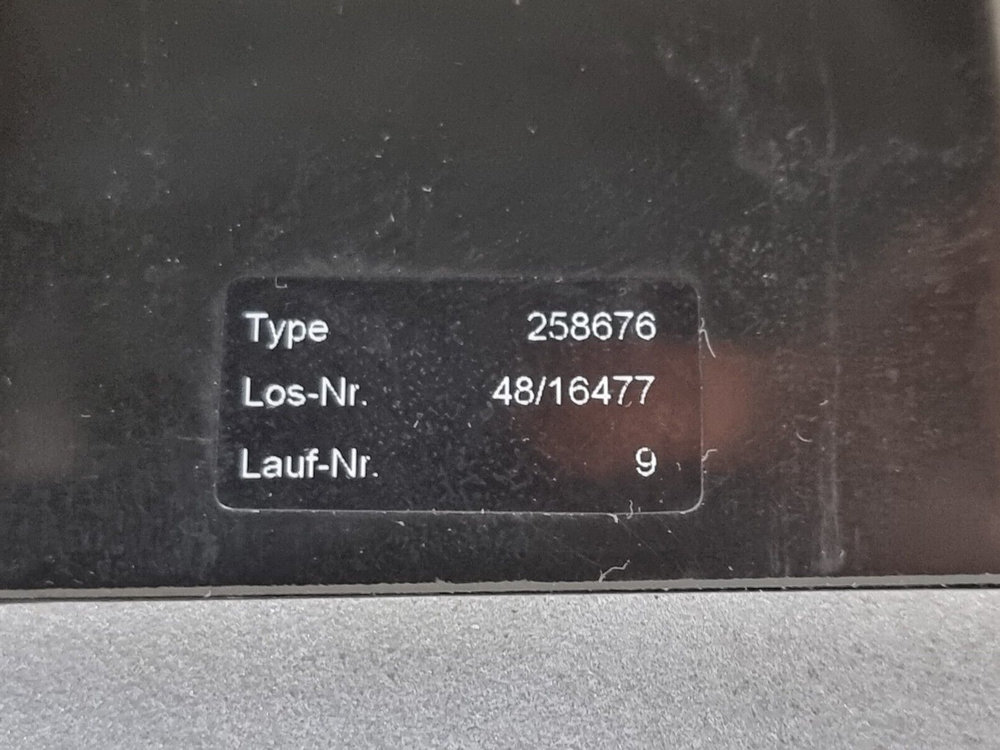 Type 258676
Los-Nr. 48/16477
Lauf-Nr. 9